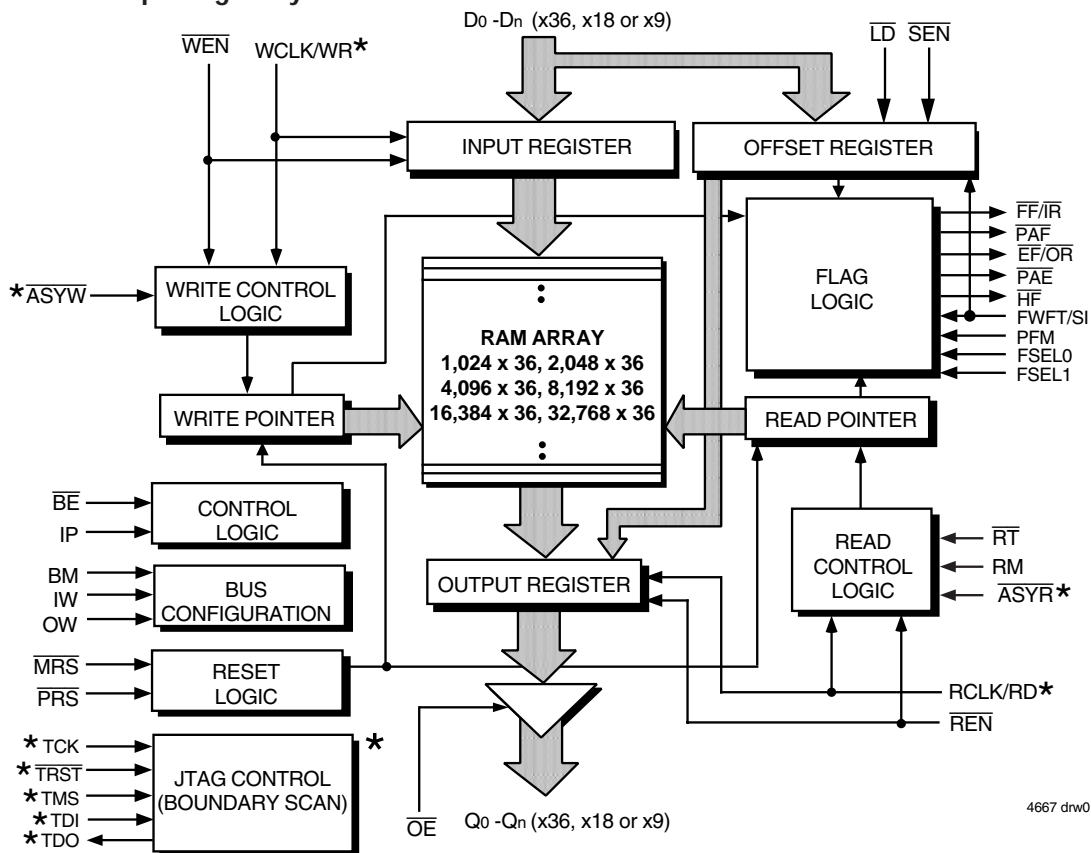 D0 -Dn (x36, x18 or x9)
WEN
WCLK/WR*
LD
SEN
INPUT REGISTER
OFFSET REGISTER
*ASYW
WRITE CONTROL
LOGIC
FLAG
LOGIC
FF/IR
PAF
EF/OR
PAE
HF
FWFT/SI
PFM
FSEL0
FSEL1
RAM ARRAY
1,024 x 36, 2,048 x 36
4,096 x 36, 8,192 x 36
16,384 x 36, 32,768 x 36
WRITE POINTER
READ POINTER
BE
IP
CONTROL
LOGIC
BM
IW
OW
BUS
CONFIGURATION
OUTPUT REGISTER
READ
CONTROL
LOGIC
RT
RM
ASYR*
MRS
PRS
RESET
LOGIC
RCLK/RD*
REN
*TCK
*TRST
*TMS
*TDI
*TDO
JTAG CONTROL
(BOUNDARY SCAN)
*
OE
Q0 -Qn (x36, x18 or x9)
4667 drw0